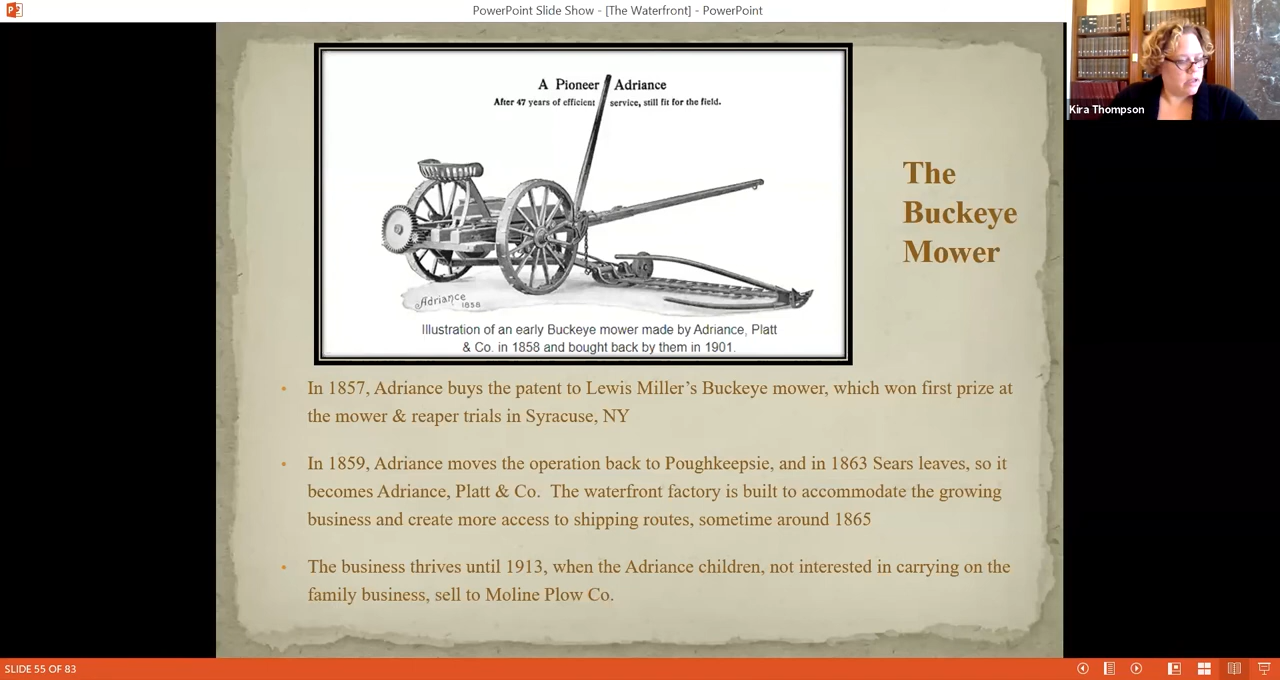 PowerPoint Slide Show - [The Waterfront] - PowerPoint
Kira Thompson
A Pioneer Adriance
After 47 years of efficient service, still fit for the field.
Adriance
1858
Illustration of an early Buckeye mower made by Adriance, Platt
& Co. in 1858 and bought back by them in 1901.
The
Buckeye
Mower
• In 1857, Adriance buys the patent to Lewis Miller’s Buckeye mower, which won first prize at
the mower & reaper trials in Syracuse, NY
• In 1859, Adriance moves the operation back to Poughkeepsie, and in 1863 Sears leaves, so it
becomes Adriance, Platt & Co.  The waterfront factory is built to accommodate the growing
business and create more access to shipping routes, sometime around 1865
• The business thrives until 1913, when the Adriance children, not interested in carrying on the
family business, sell to Moline Plow Co.
SLIDE 55 OF 83